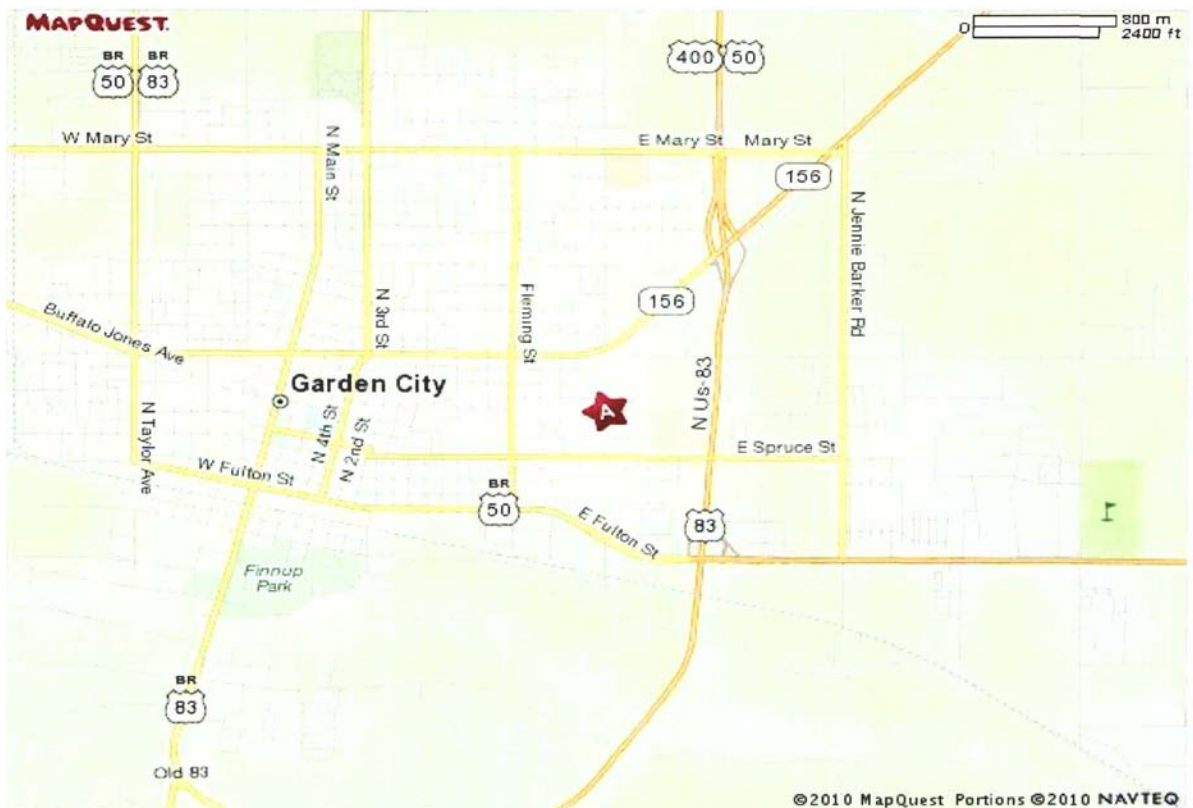 MAPQUEST.
0
800 m
2400 ft
BR BR
50 83
400 50
W Mary St
N Main St
E Mary St
Mary St
156
N Jennie Barker Rd
156
N 3rd St
Fleming St
Buffalo Jones Ave
Garden City
N Us-83
A
N Taylor Ave
N 4th St
N 2nd St
E Spruce St
W Fulton St
BR
50
E Fulton St
83
Finnup
Park
BR
83
Old 83
©2010 MapQuest Portions ©2010 NAVTEQ